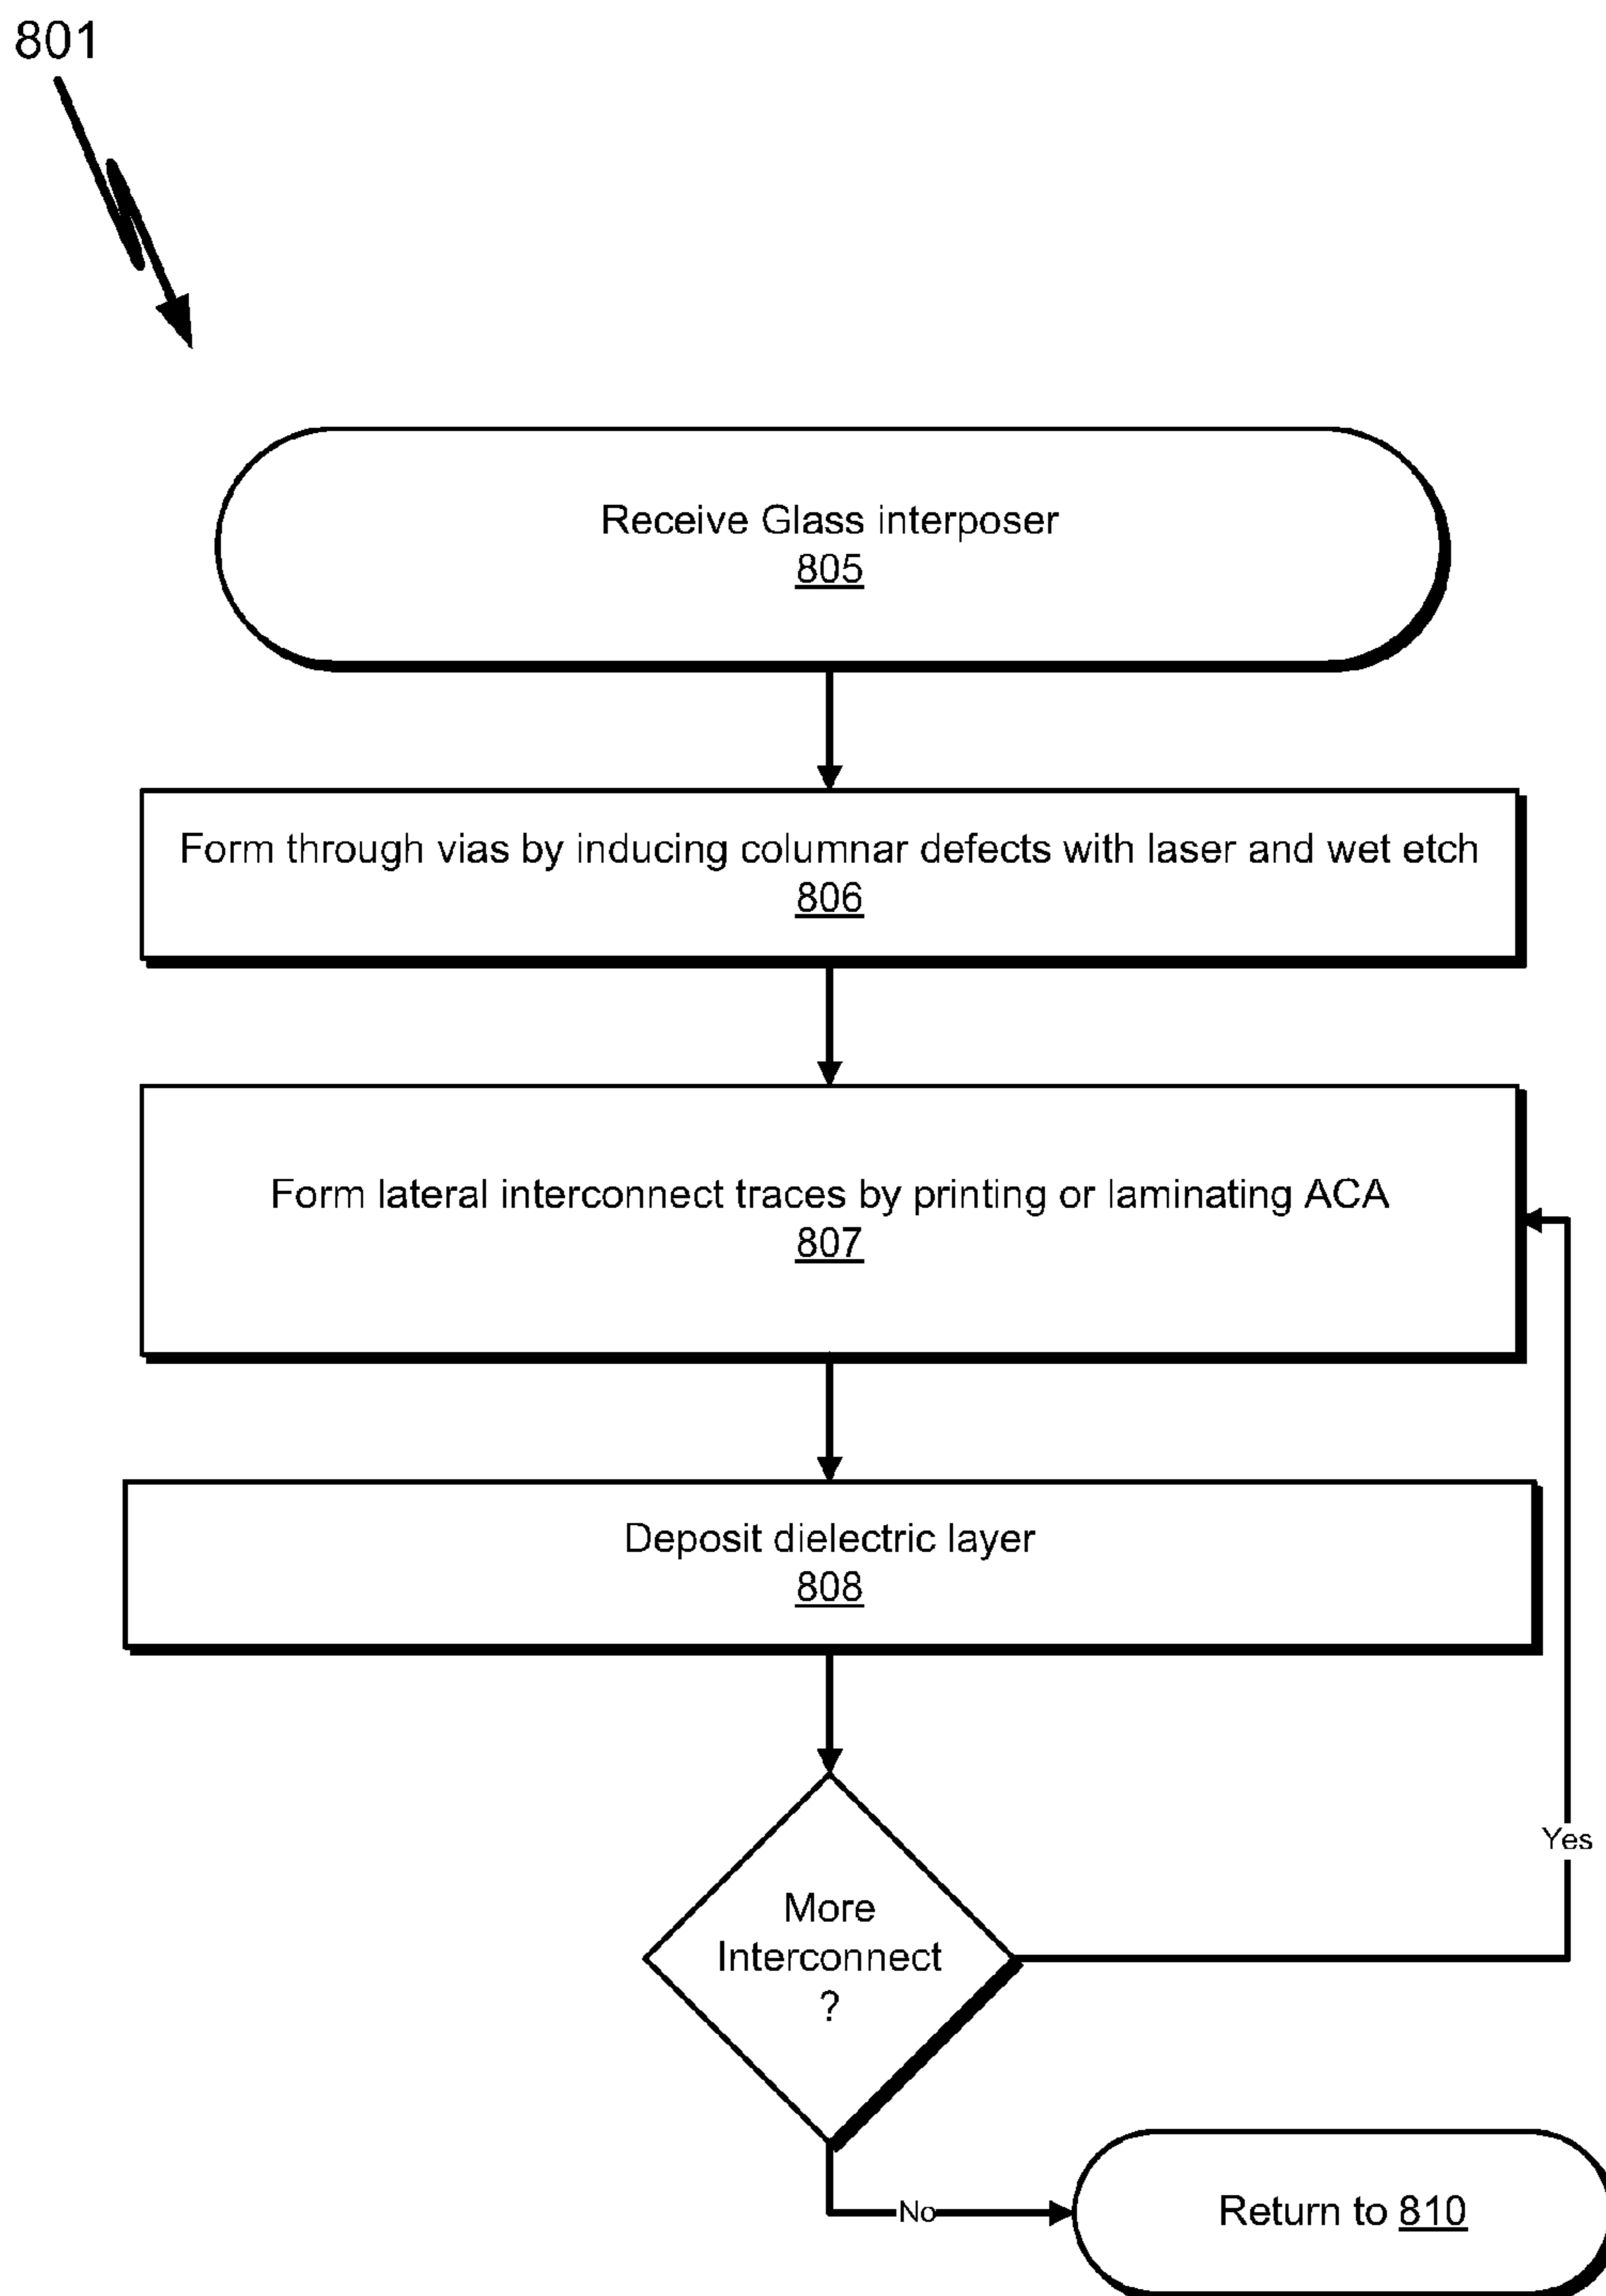 801
Receive Glass interposer
805
Form through vias by inducing columnar defects with laser and wet etch
806
Form lateral interconnect traces by printing or laminating ACA
807
Deposit dielectric layer
808
Yes
More
Interconnect
?
No
Return to 810